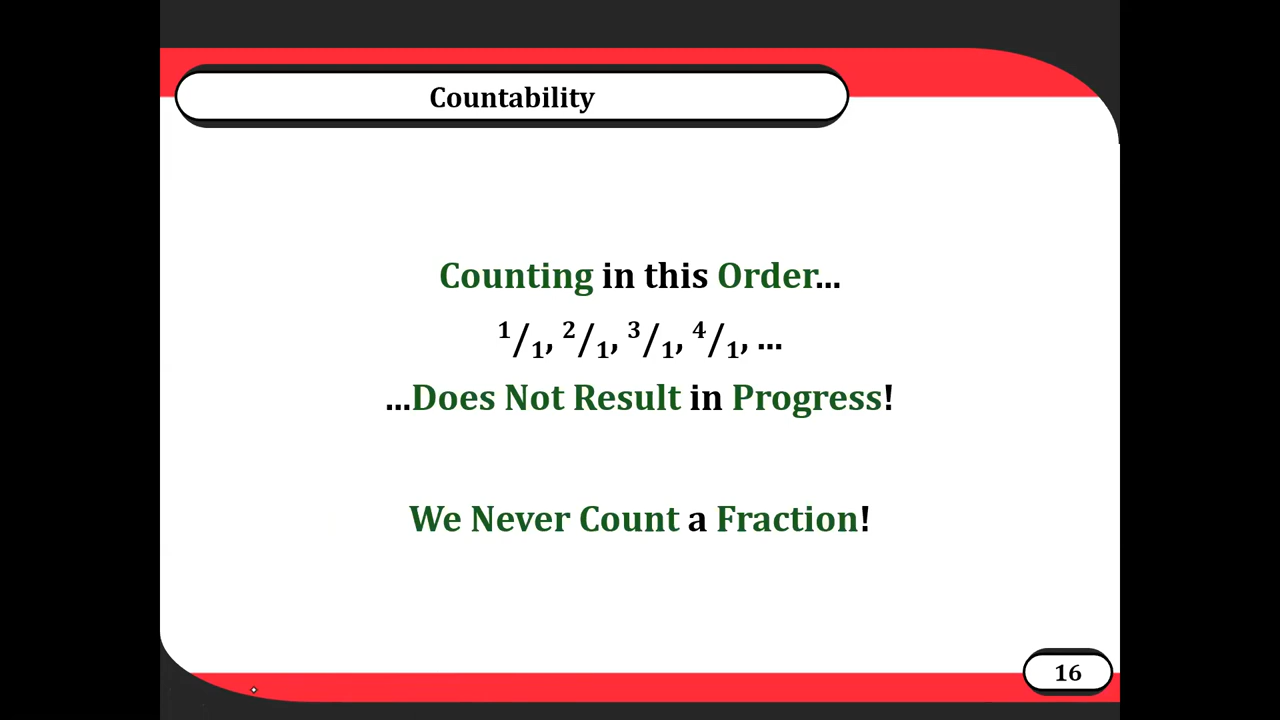 Countability
Counting in this Order...
1/1, 2/1, 3/1, 4/1, ...
...Does Not Result in Progress!
We Never Count a Fraction!
16